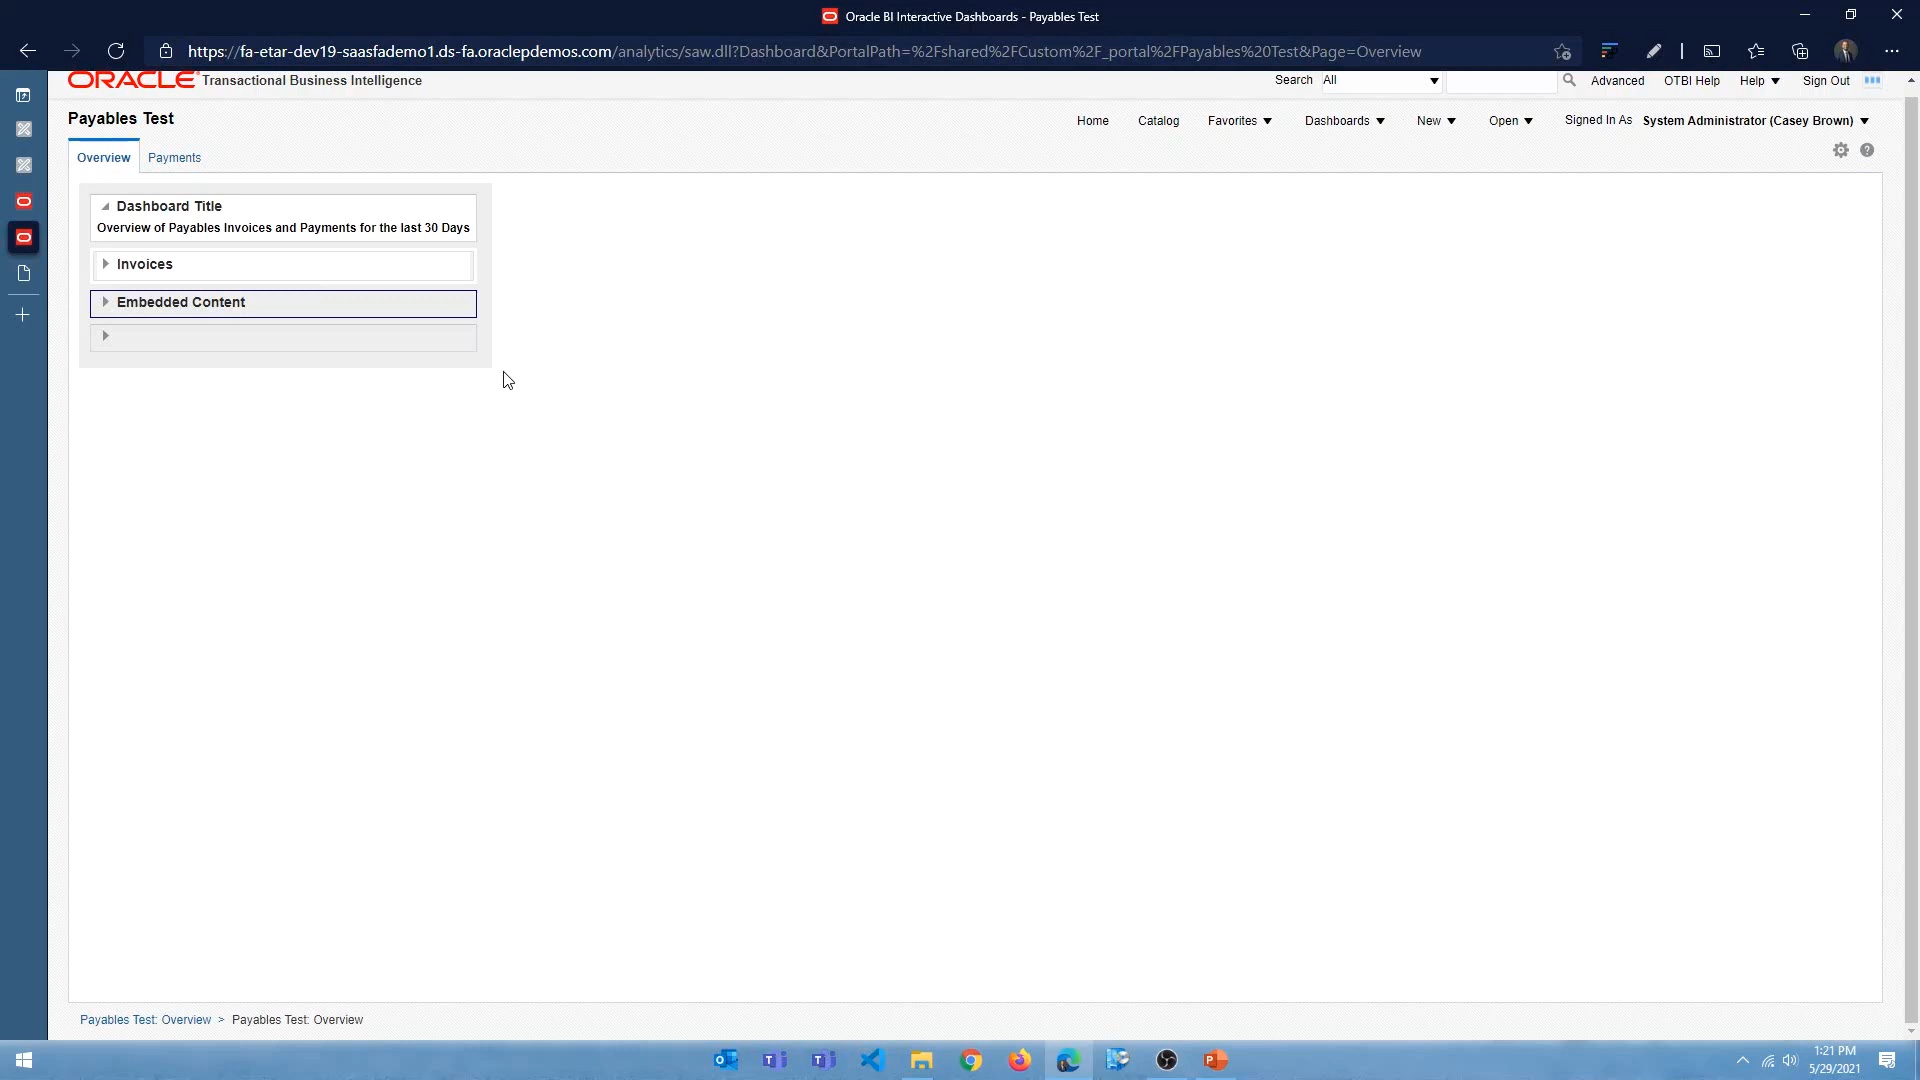 Oracle BI Interactive Dashboards - Payables Test
https://fa-etar-dev19-saasfademo1.ds-fa.oraclepdemos.com/analytics/saw.dll?Dashboard&PortalPath=%2Fshared%2FCustom%2F_portal%2FPayables%20Test&Page=Overview
ORACLE Transactional Business Intelligence
Search All Advanced OTBI Help Help Sign Out
Payables Test
Home Catalog Favorites Dashboards New Open Signed In As System Administrator (Casey Brown)
Overview Payments
Dashboard Title
Overview of Payables Invoices and Payments for the last 30 Days
Invoices
Embedded Content
Payables Test: Overview > Payables Test: Overview
1:21 PM
5/29/2021